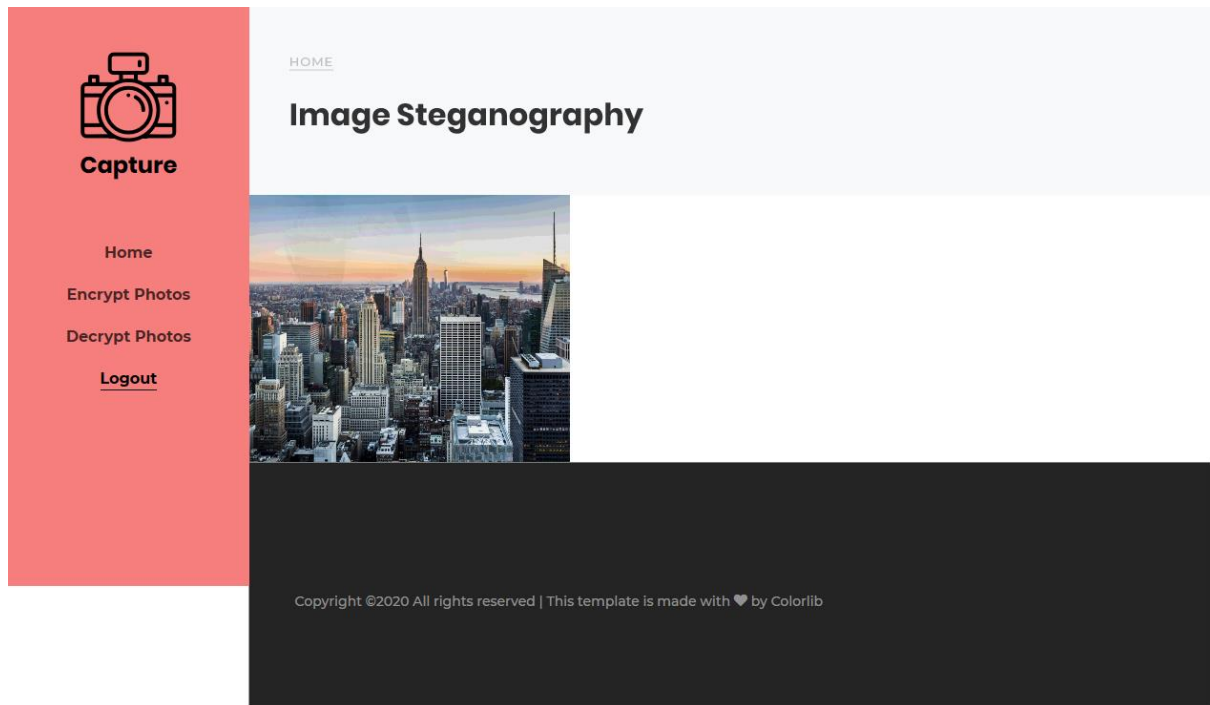 Capture
Home
Encrypt Photos
Decrypt Photos
Logout
HOME
Image Steganography
Copyright ©2020 All rights reserved | This template is made with ♥ by Colorlib